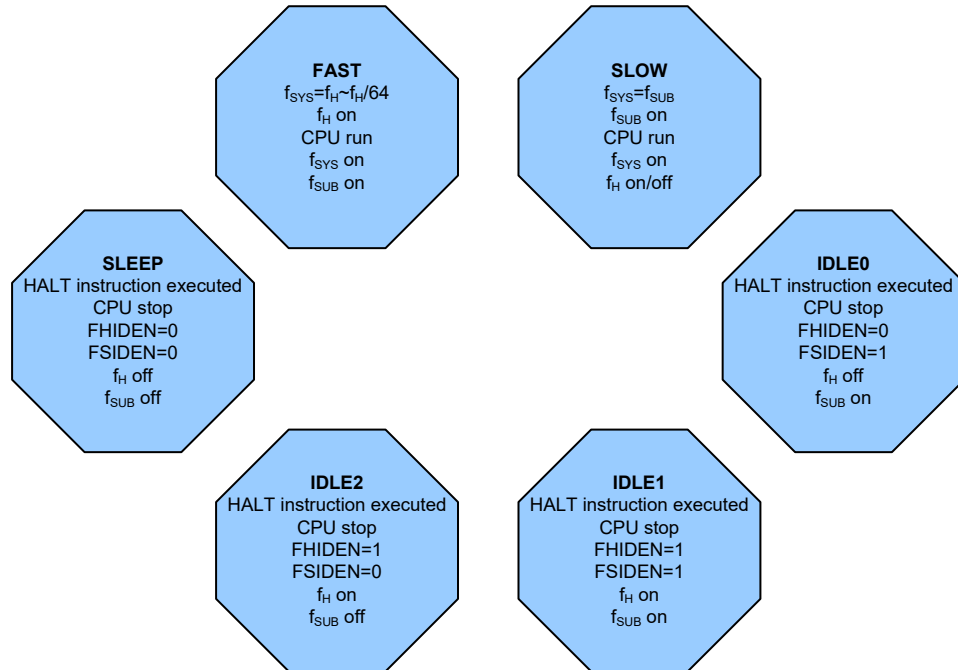 FAST
fSYS=fH~fH/64
fH on
CPU run
fSYS on
fSUB on
SLOW
fSYS=fSUB
fSUB on
CPU run
fSYS on
fH on/off
SLEEP
HALT instruction executed
CPU stop
FHIDEN=0
FSIDEN=0
fH off
fSUB off
IDLE0
HALT instruction executed
CPU stop
FHIDEN=0
FSIDEN=1
fH off
fSUB on
IDLE2
HALT instruction executed
CPU stop
FHIDEN=1
FSIDEN=0
fH on
fSUB off
IDLE1
HALT instruction executed
CPU stop
FHIDEN=1
FSIDEN=1
fH on
fSUB on